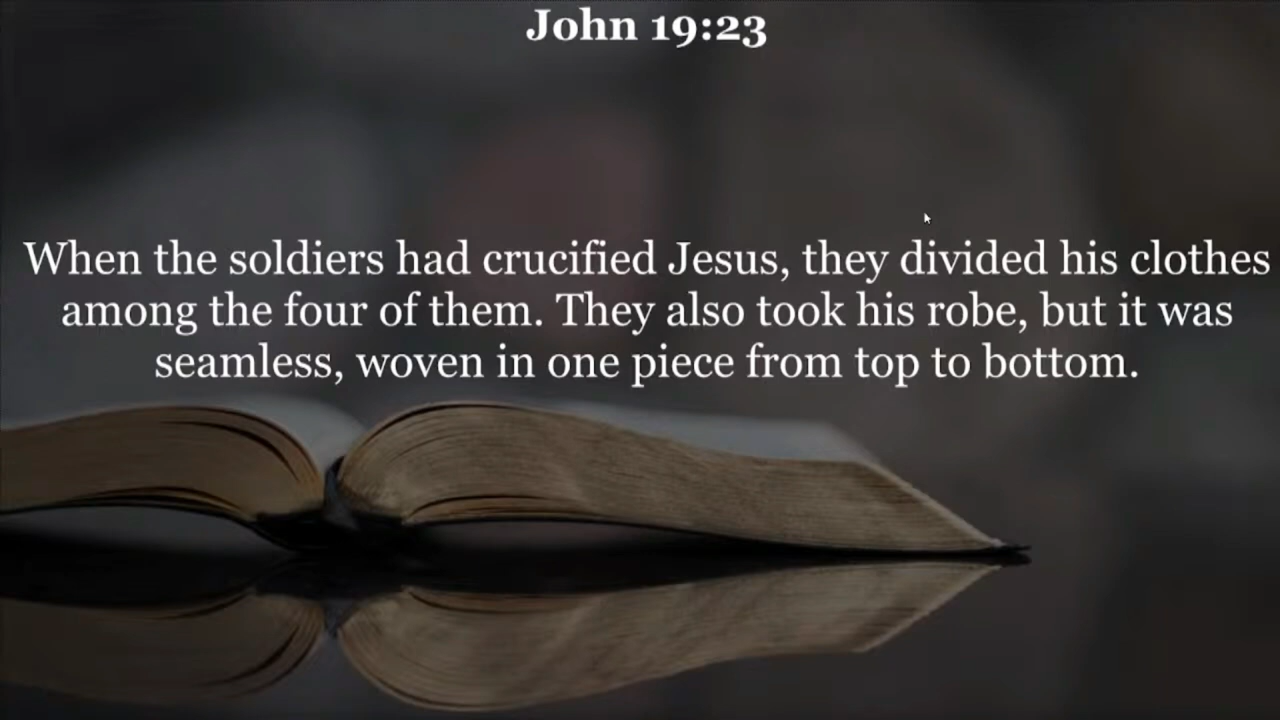 John 19:23
When the soldiers had crucified Jesus, they divided his clothes
among the four of them. They also took his robe, but it was
seamless, woven in one piece from top to bottom.